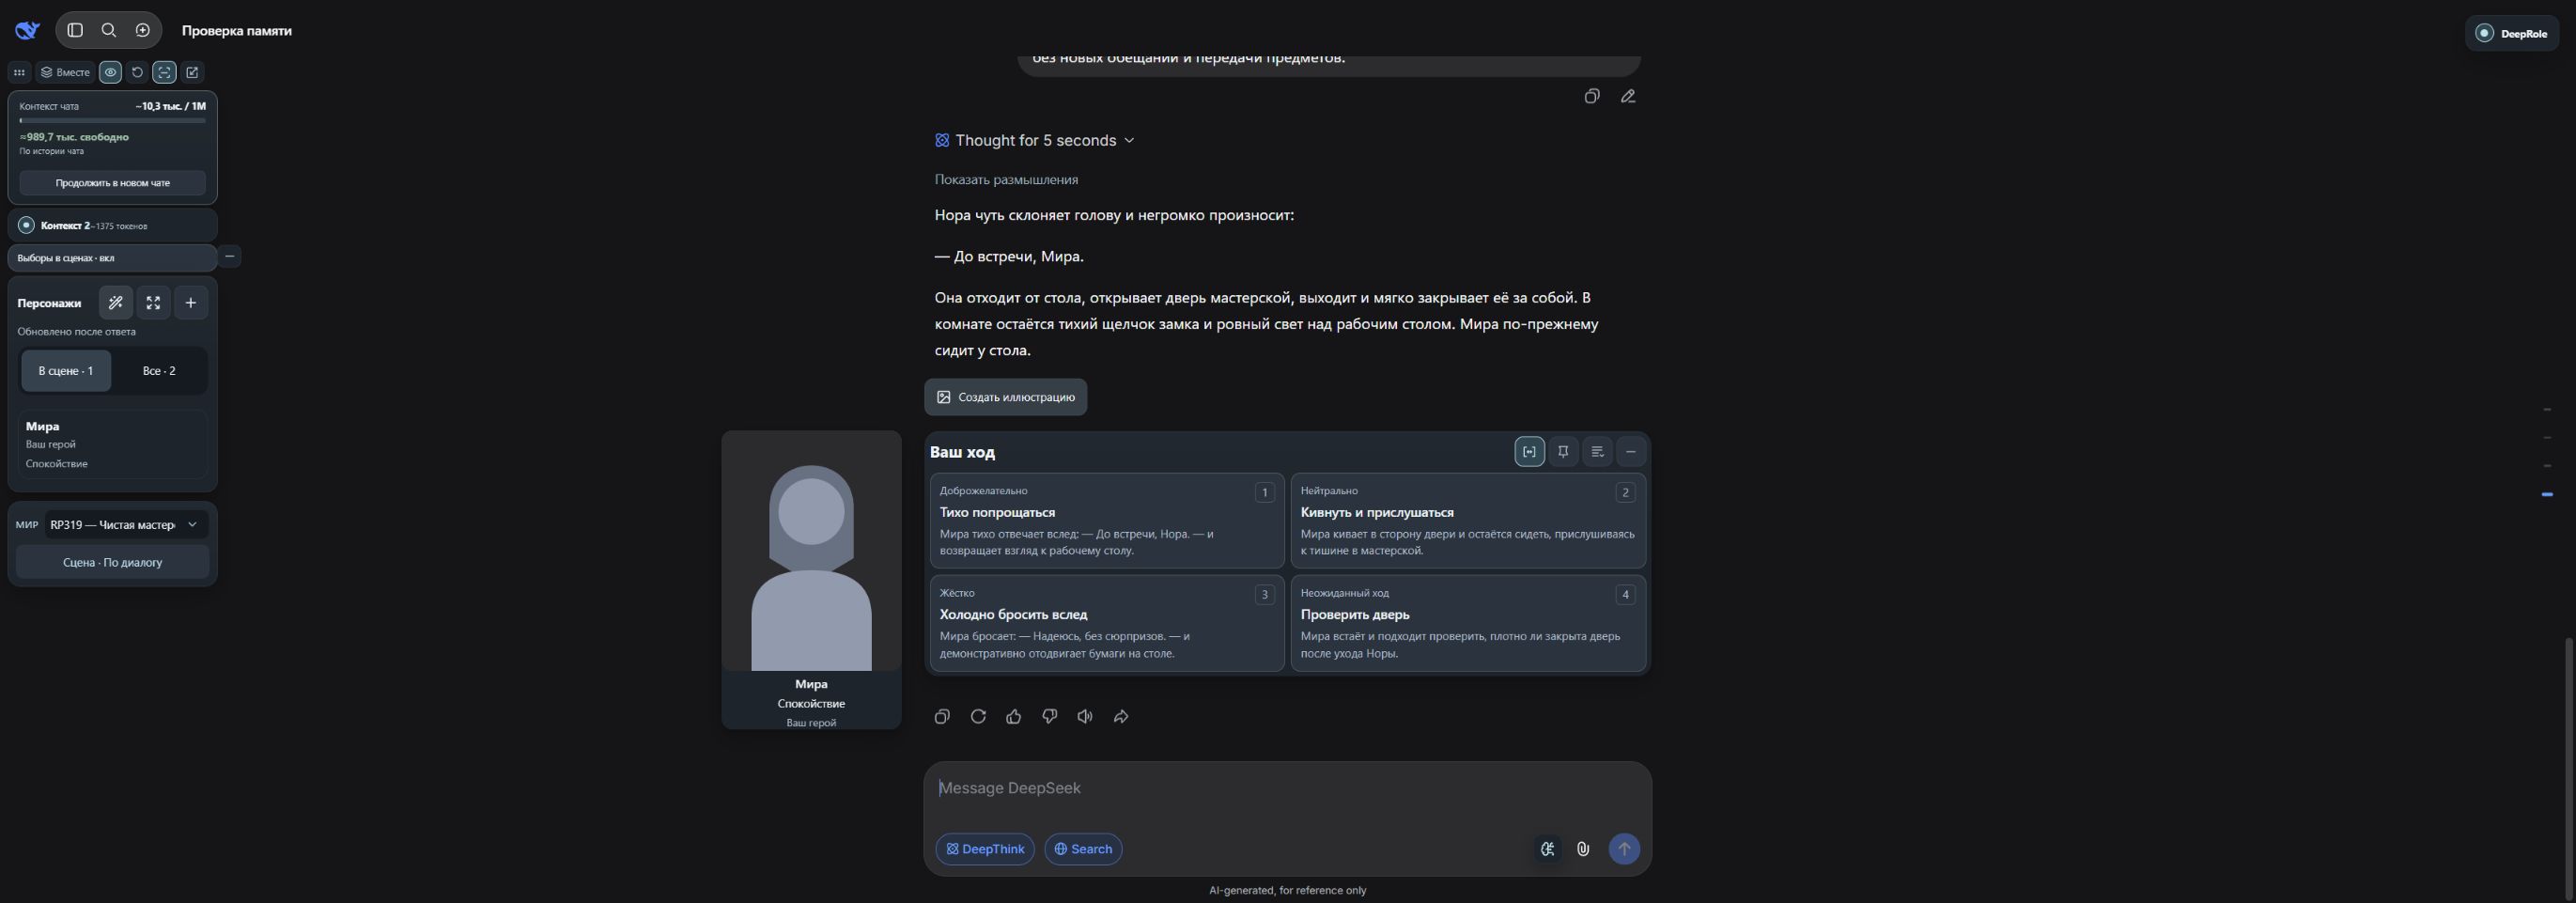 Проверка памяти
DeepRole
Вместе
Контекст чата
~10,3 тыс. / 1M
≈989,7 тыс. свободно
По истории чата
Продолжить в новом чате
Контекст 2 ~1375 токенов
Выборы в сценах · вкл
Персонажи
Обновлено после ответа
В сцене · 1
Все · 2
Мира
Ваш герой
Спокойствие
МИР
RP319 — Чистая мастер
Сцена · По диалогу
без новых обещаний и передачи предметов.
Thought for 5 seconds
Показать размышления
Нора чуть склоняет голову и негромко произносит:
— До встречи, Мира.
Она отходит от стола, открывает дверь мастерской, выходит и мягко закрывает её за собой. В
комнате остаётся тихий щелчок замка и ровный свет над рабочим столом. Мира по-прежнему
сидит у стола.
Создать иллюстрацию
Мира
Спокойствие
Ваш герой
Ваш ход
Доброжелательно
1
Тихо попрощаться
Мира тихо отвечает вслед: — До встречи, Нора. — и
возвращает взгляд к рабочему столу.
Нейтрально
2
Кивнуть и прислушаться
Мира кивает в сторону двери и остаётся сидеть, прислушиваясь
к тишине в мастерской.
Жёстко
3
Холодно бросить вслед
Мира бросает: — Надеюсь, без сюрпризов. — и
демонстративно отодвигает бумаги на столе.
Неожиданный ход
4
Проверить дверь
Мира встаёт и подходит проверить, плотно ли закрыта дверь
после ухода Норы.
Message DeepSeek
DeepThink
Search
AI-generated, for reference only